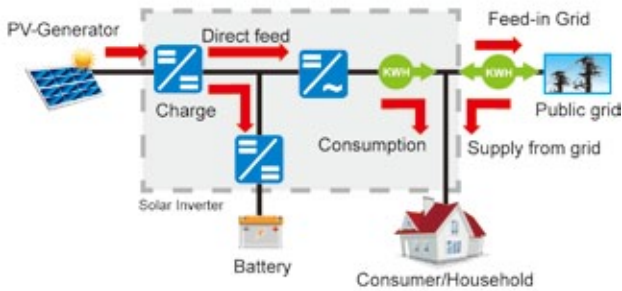 Feed-in Grid
PV-Generator
Direct feed
KWH
KWH
Charge
Public grid
Consumption
Supply from grid
Solar Inverter
Battery
Consumer/Household